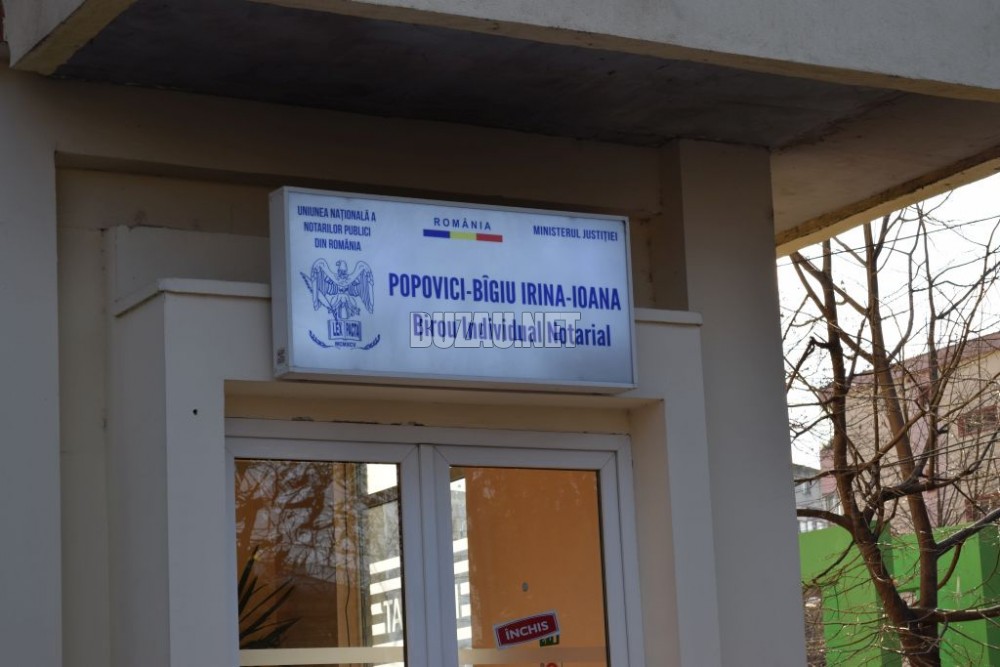 UNIUNEA NAȚIONALĂ A
NOTARILOR PUBLICI
DIN ROMÂNIA
ROMÂNIA
MINISTERUL JUSTIȚIEI
POPOVICI-BÎGIU IRINA-IOANA
Birou Individual Notarial
LEX PACTA
BUZAU.NET
ÎNCHIS